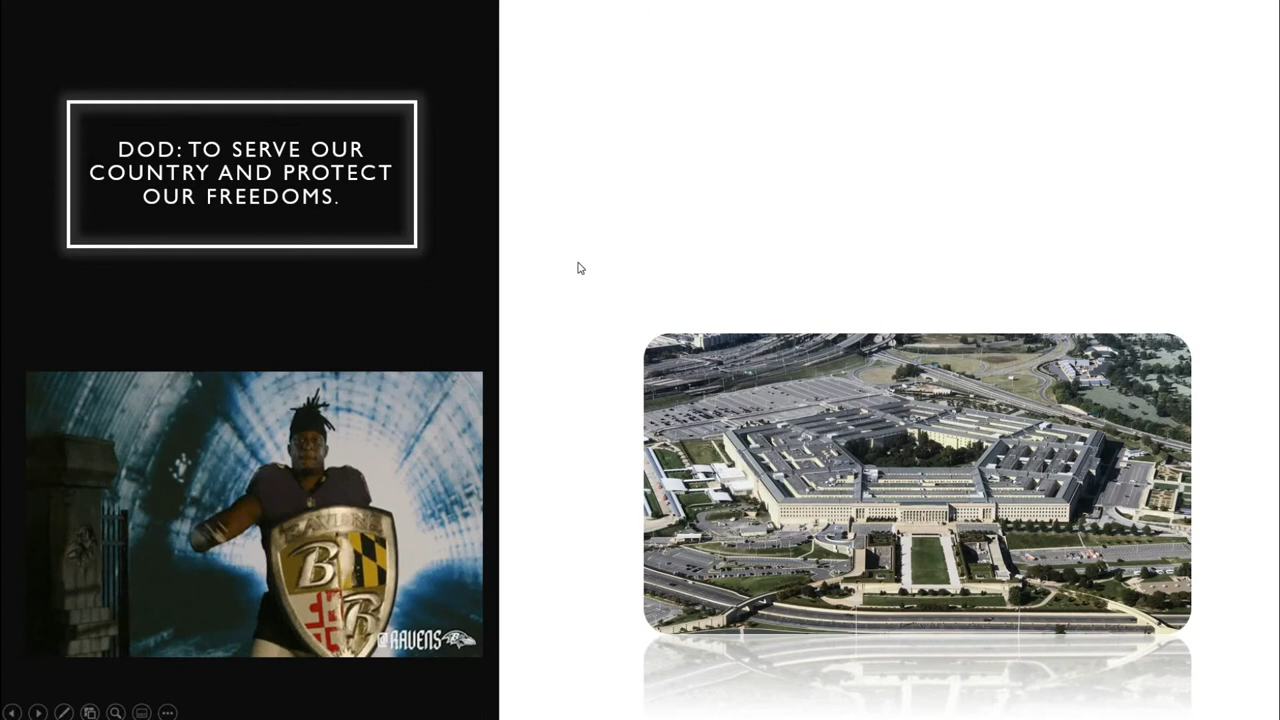 DOD: TO SERVE OUR
COUNTRY AND PROTECT
OUR FREEDOMS.
RAVENS
B
B
@RAVENS
B